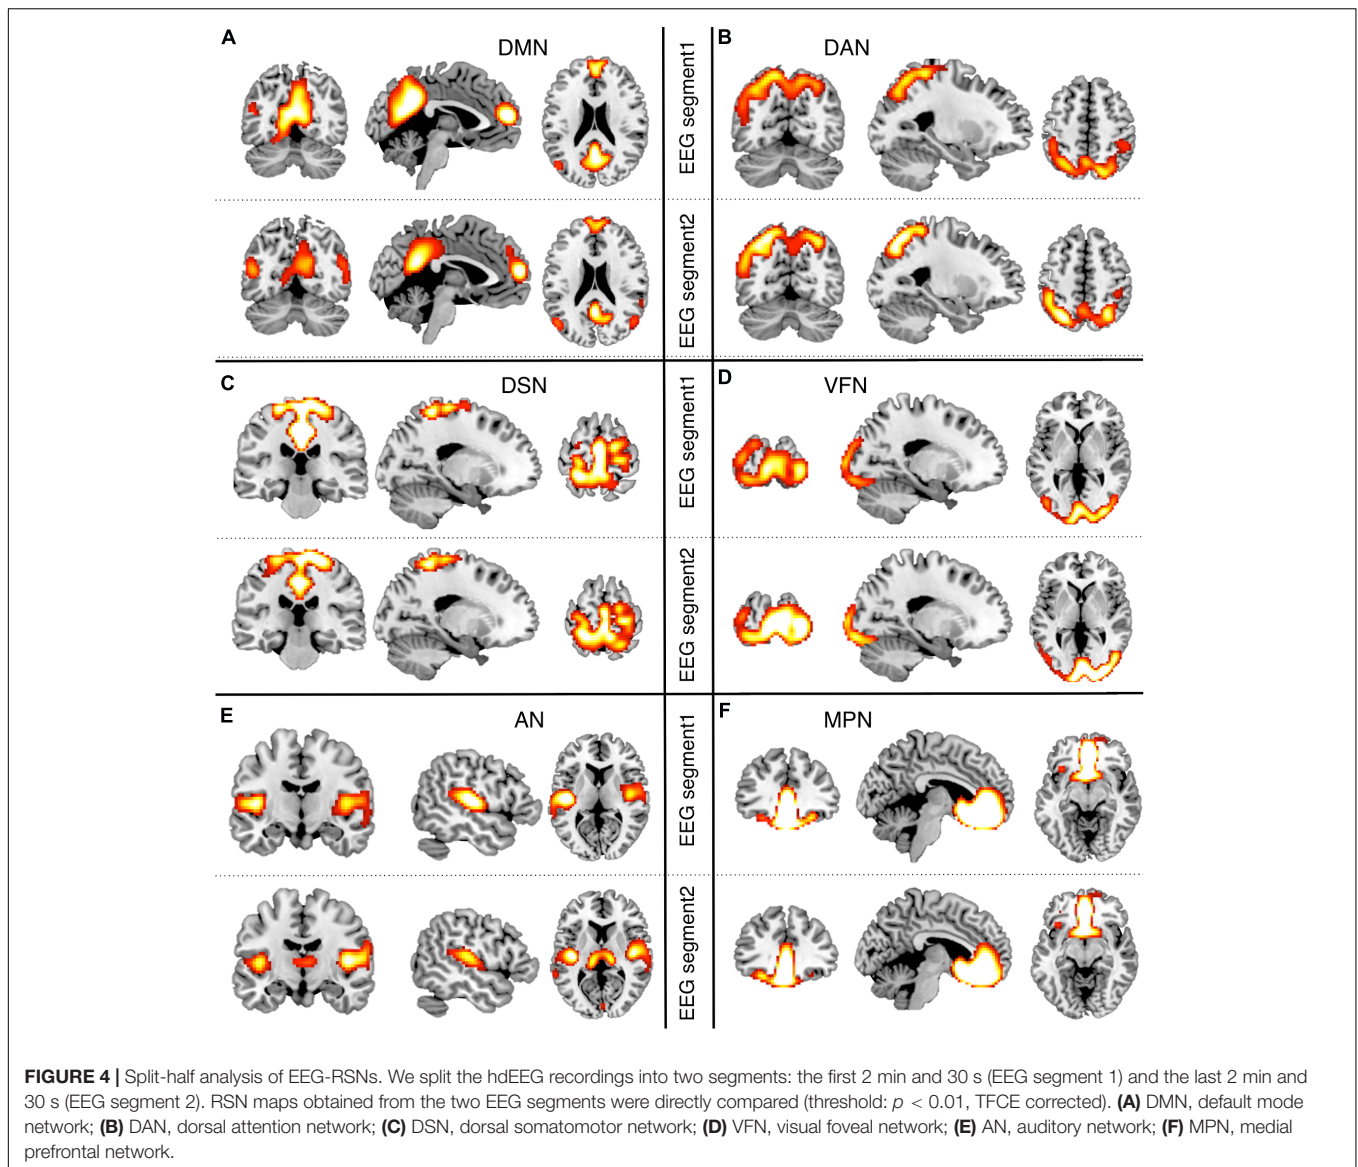 A
DMN
EEG segment1
B
DAN
EEG segment2
C
DSN
EEG segment1
D
VFN
EEG segment2
E
AN
EEG segment1
F
MPN
EEG segment2
FIGURE 4 | Split-half analysis of EEG-RSNs. We split the hdEEG recordings into two segments: the first 2 min and 30 s (EEG segment 1) and the last 2 min and
30 s (EEG segment 2). RSN maps obtained from the two EEG segments were directly compared (threshold: p < 0.01, TFCE corrected). (A) DMN, default mode
network; (B) DAN, dorsal attention network; (C) DSN, dorsal somatomotor network; (D) VFN, visual foveal network; (E) AN, auditory network; (F) MPN, medial
prefrontal network.